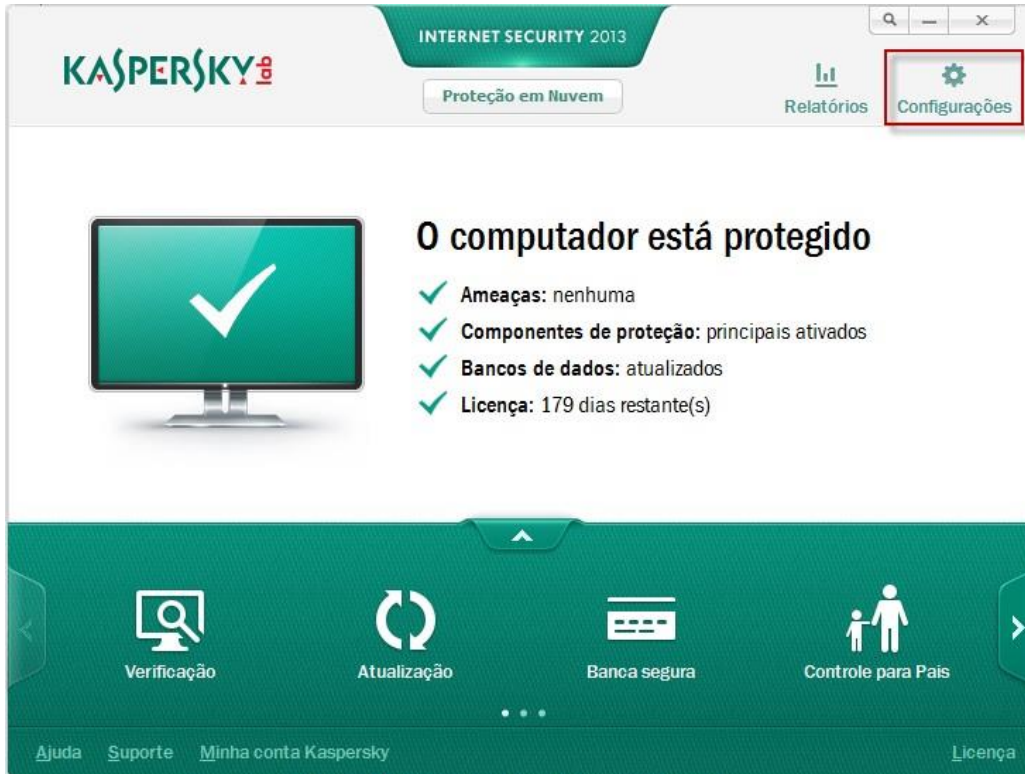 INTERNET SECURITY 2013
KASPERSKY lab
Proteção em Nuvem
Relatórios
Configurações
O computador está protegido
Ameaças: nenhuma
Componentes de proteção: principais ativados
Bancos de dados: atualizados
Licença: 179 dias restante(s)
Verificação
Atualização
Banca segura
Controle para Pais
Ajuda Suporte Minha conta Kaspersky Licença